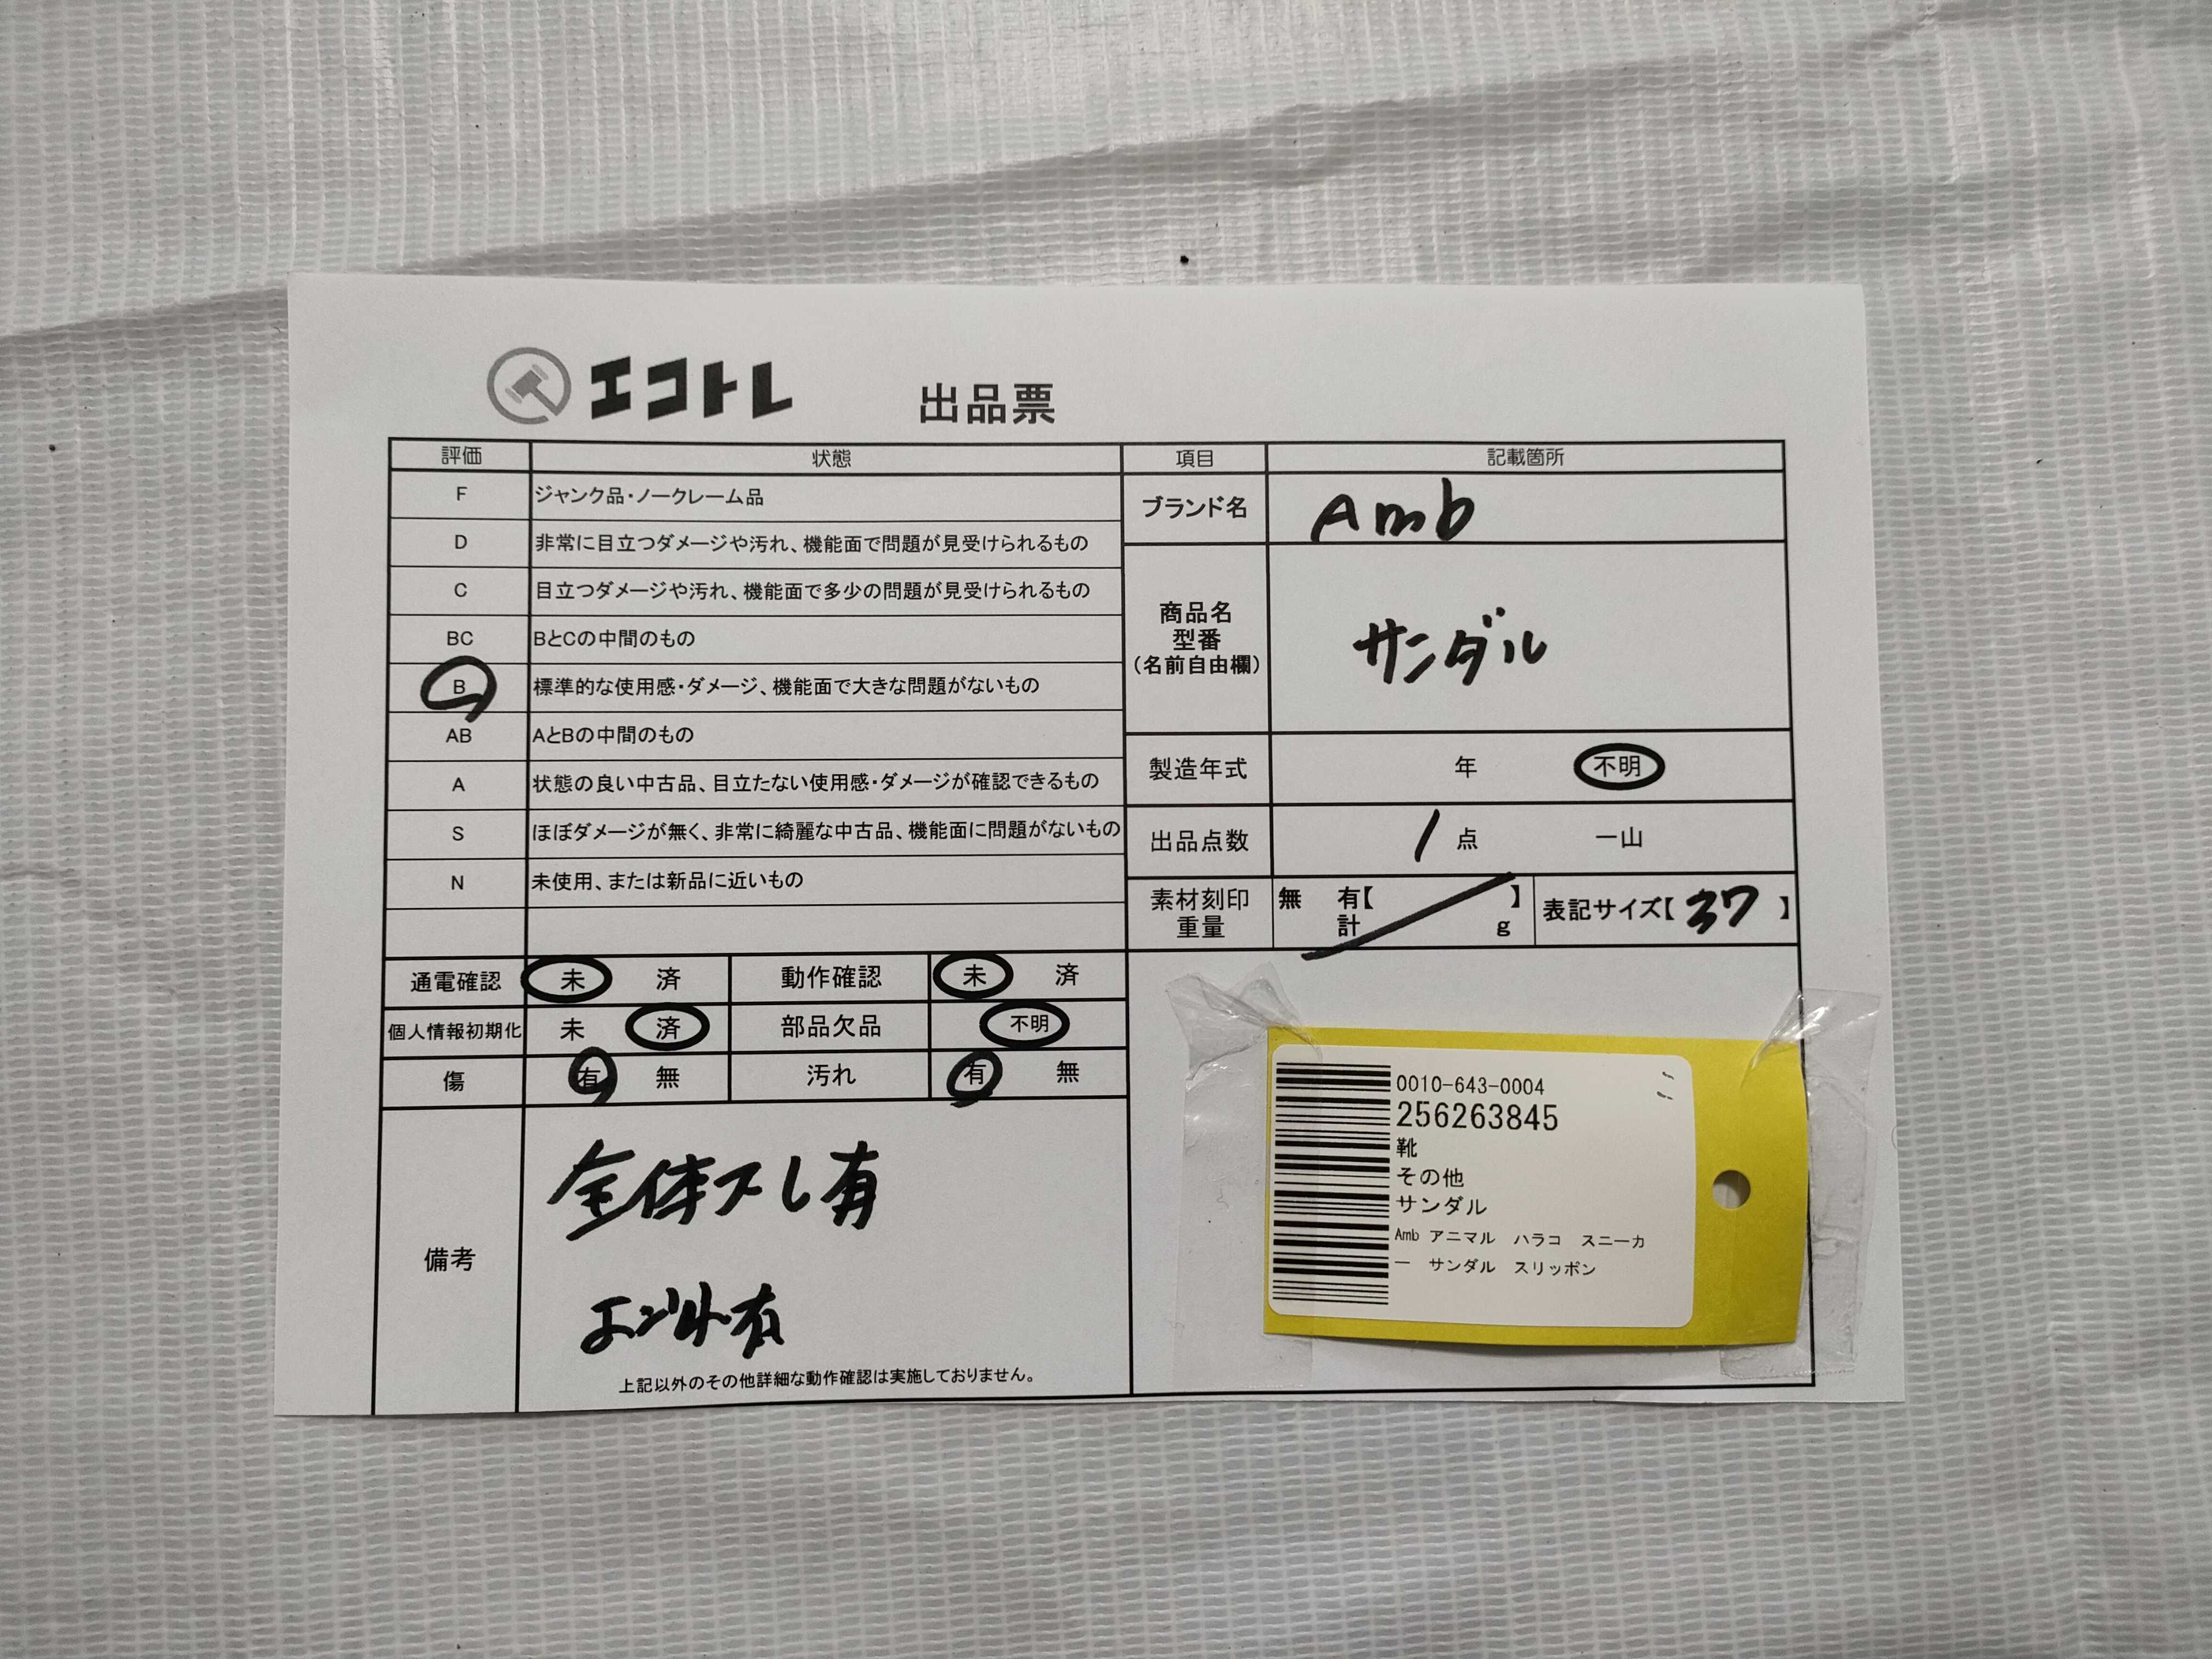 エコトレ 出品票
評価 状態
F ジャンク品・ノークレーム品
D 非常に目立つダメージや汚れ、機能面で問題が見受けられるもの
C 目立つダメージや汚れ、機能面で多少の問題が見受けられるもの
BC BとCの中間のもの
B 標準的な使用感・ダメージ、機能面で大きな問題がないもの
AB AとBの中間のもの
A 状態の良い中古品、目立たない使用感・ダメージが確認できるもの
S ほぼダメージが無く、非常に綺麗な中古品、機能面に問題がないもの
N 未使用、または新品に近いもの
項目 記載箇所
ブランド名 Amb
商品名
型番
(名前自由欄)
サンダル
製造年式 年 不明
出品点数 1 点 一山
素材刻印 無 有【 】
重量 計 g
表記サイズ【37】
通電確認 未 済 動作確認 未 済
個人情報初期化 未 済 部品欠品 不明
傷 有 無 汚れ 有 無
備考
全体スレ有
ヨゴレ有
上記以外のその他詳細な動作確認は実施しておりません。
0010-643-0004
256263845
靴
その他
サンダル
Amb アニマル ハラコ スニーカ
ー サンダル スリッポン